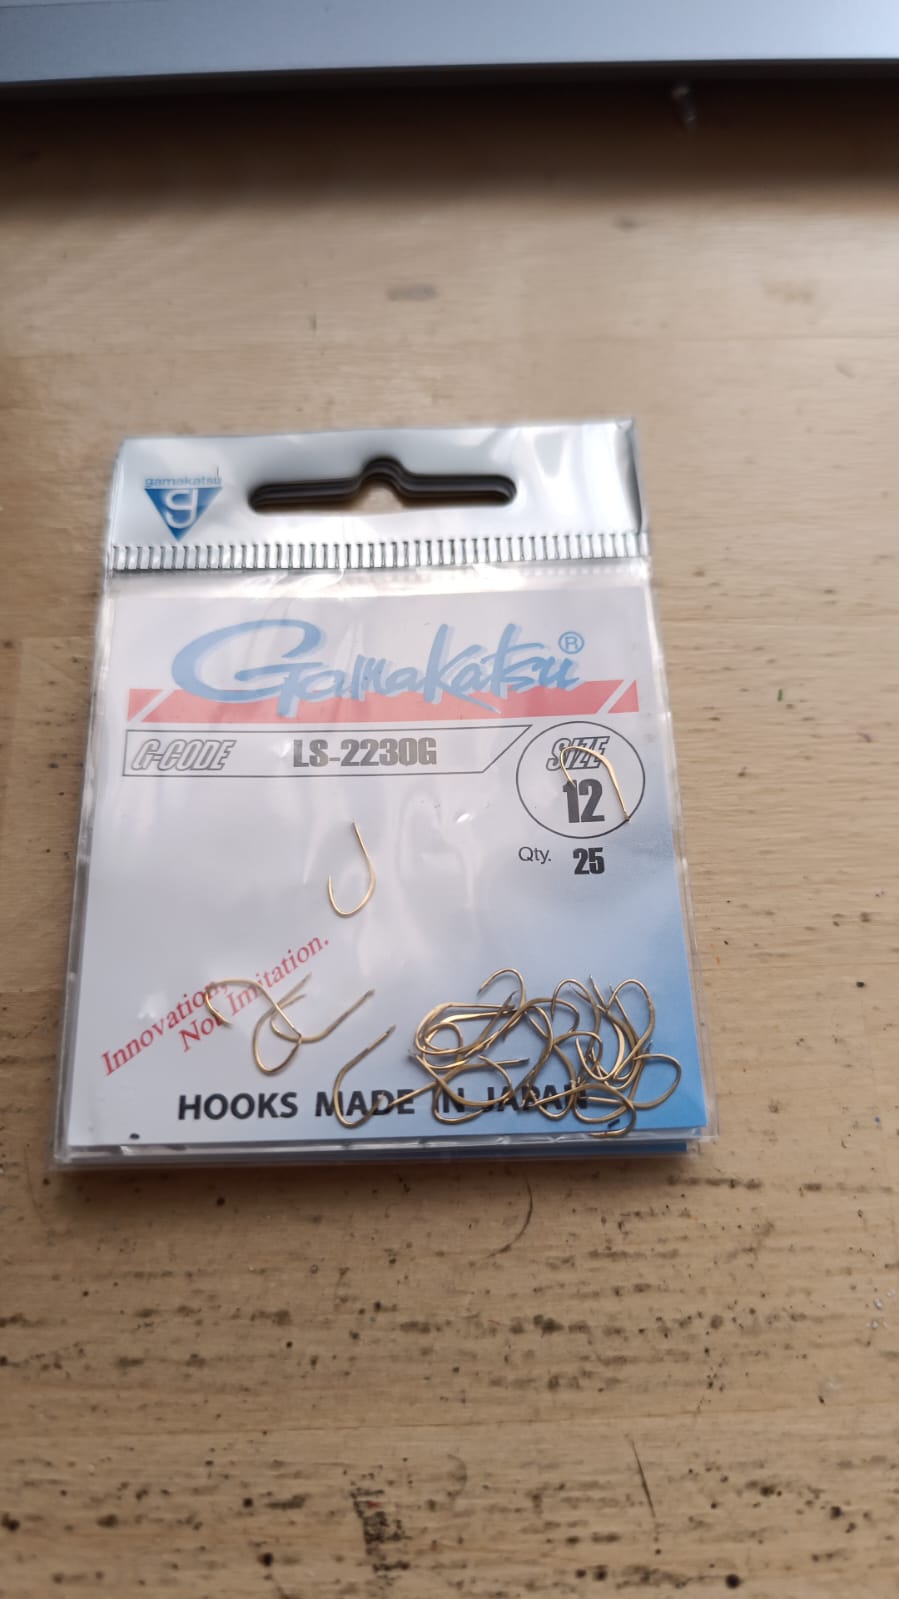 gamakatsu
g
Gamakatsu®
G-CODE LS-2230G
SIZE
12
Qty. 25
Innovation,
Not Imitation.
HOOKS MADE IN JAPAN